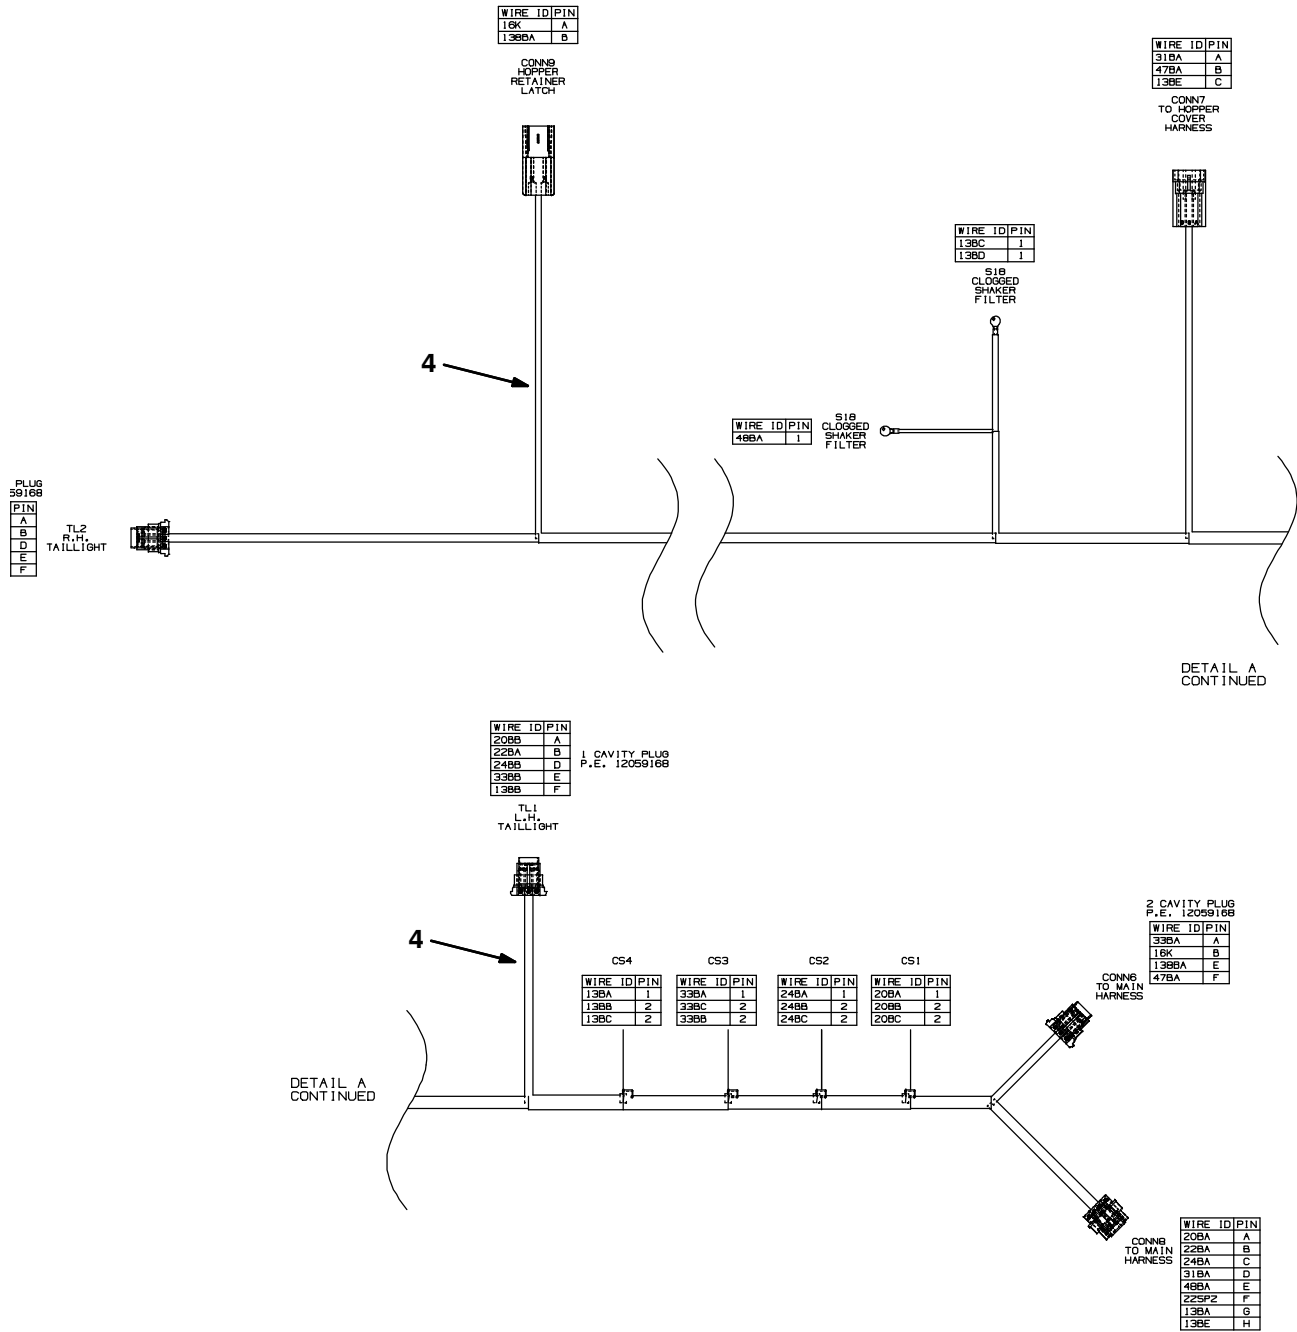 WIRE ID PIN
16K A
138BA B
CONN9
HOPPER
RETAINER
LATCH
WIRE ID PIN
31BA A
47BA B
13BE C
CONN7
TO HOPPER
COVER
HARNESS
WIRE ID PIN
13BC 1
13BD 1
S18
CLOGGED
SHAKER
FILTER
4
WIRE ID PIN
48BA 1
S18
CLOGGED
SHAKER
FILTER
PLUG
59168
PIN
A
B
D
E
F
TL2
R.H.
TAILLIGHT
DETAIL A
CONTINUED
WIRE ID PIN
20BB A
22BA B
24BB D
33BB E
13BB F
1 CAVITY PLUG
P.E. 12059168
TL1
L.H.
TAILLIGHT
4
CS4
WIRE ID PIN
13BA 1
13BB 2
13BC 2
CS3
WIRE ID PIN
33BA 1
33BC 2
33BB 2
CS2
WIRE ID PIN
24BA 1
24BB 2
24BC 2
CS1
WIRE ID PIN
20BA 1
20BB 2
20BC 2
2 CAVITY PLUG
P.E. 12059168
WIRE ID PIN
33BA A
16K B
138BA E
47BA F
CONN6
TO MAIN
HARNESS
DETAIL A
CONTINUED
CONN8
TO MAIN
HARNESS
WIRE ID PIN
20BA A
22BA B
24BA C
31BA D
48BA E
22SP2 F
13BA G
13BE H